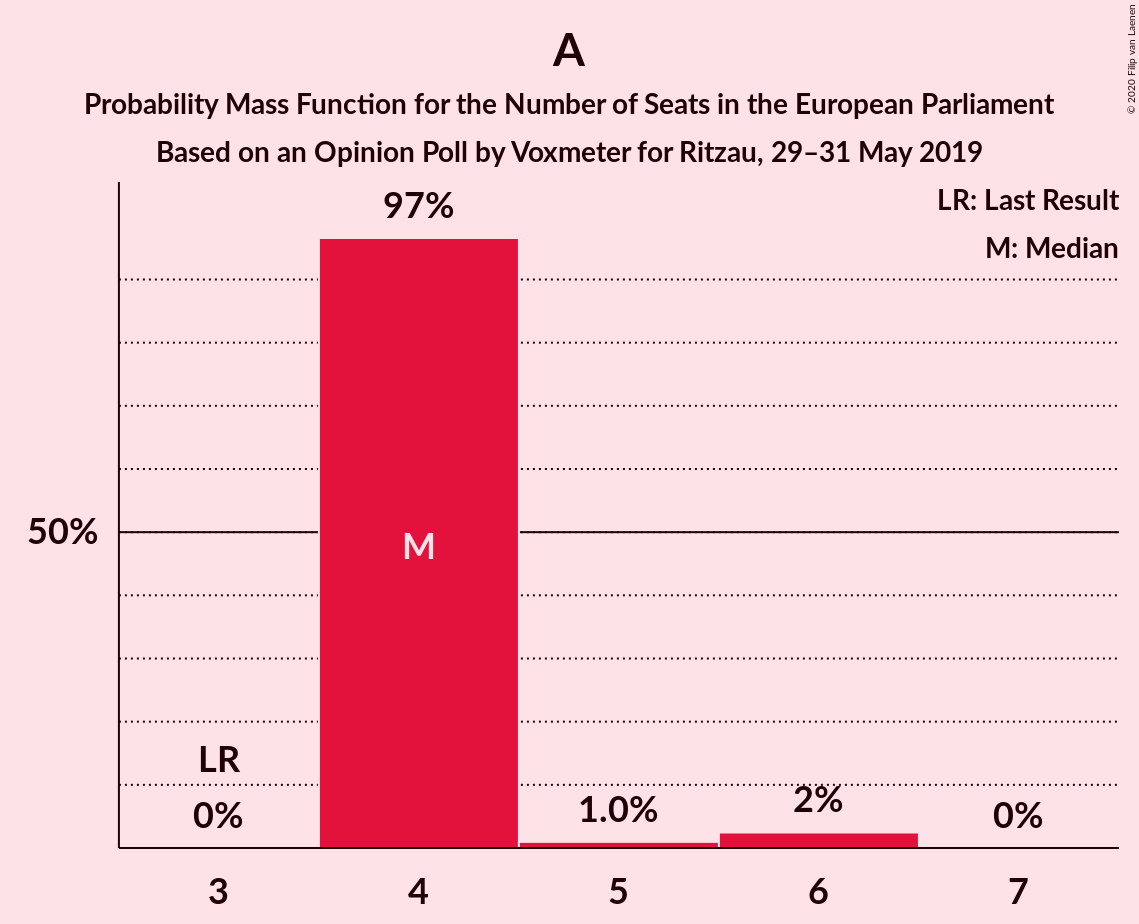 A
Probability Mass Function for the Number of Seats in the European Parliament
Based on an Opinion Poll by Voxmeter for Ritzau, 29–31 May 2019
© 2020 Filip van Laenen
LR: Last Result
M: Median
97%
50%
M
LR
0%
1.0%
2%
0%
3
4
5
6
7